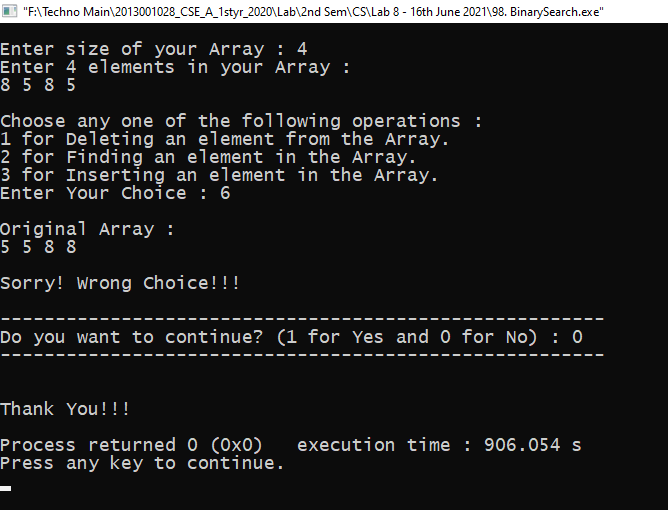 "F:\Techno Main\2013001028_CSE_A_1styr_2020\Lab\2nd Sem\CS\Lab 8 - 16th June 2021\98. BinarySearch.exe"
Enter size of your Array : 4
Enter 4 elements in your Array :
8 5 8 5
Choose any one of the following operations :
1 for Deleting an element from the Array.
2 for Finding an element in the Array.
3 for Inserting an element in the Array.
Enter Your Choice : 6
Original Array :
5 5 8 8
Sorry! Wrong Choice!!!
-------------------------------------------------------
Do you want to continue? (1 for Yes and 0 for No) : 0
-------------------------------------------------------
Thank You!!!
Process returned 0 (0x0)   execution time : 906.054 s
Press any key to continue.